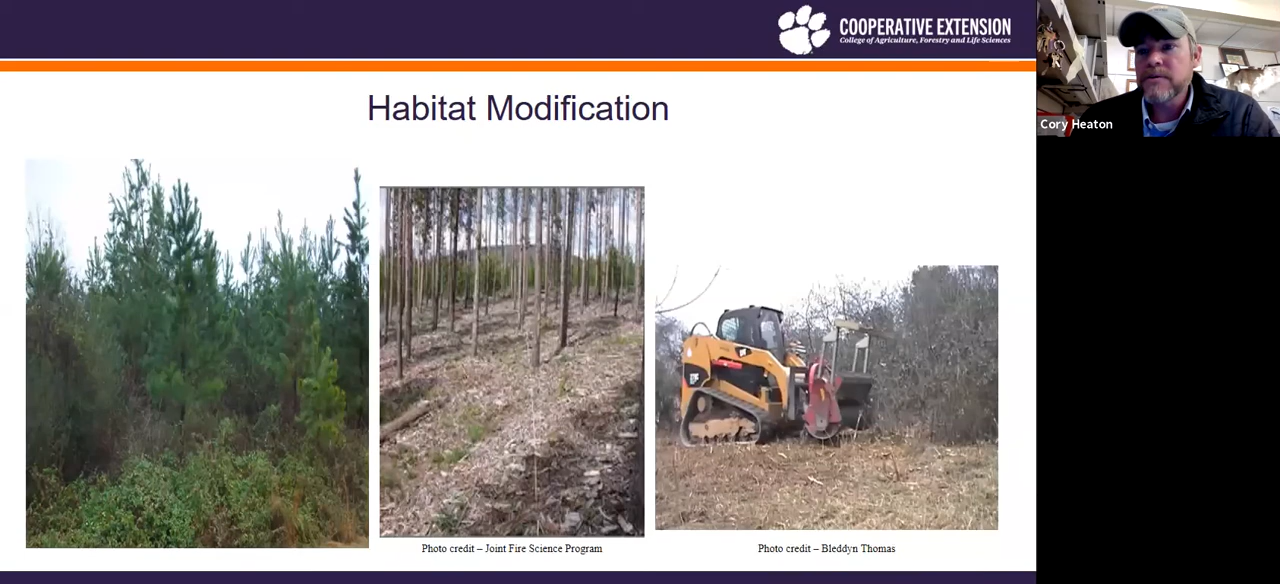 COOPERATIVE EXTENSION
College of Agriculture, Forestry and Life Sciences
Cory Heaton
Habitat Modification
Photo credit – Joint Fire Science Program
Photo credit – Bleddyn Thomas